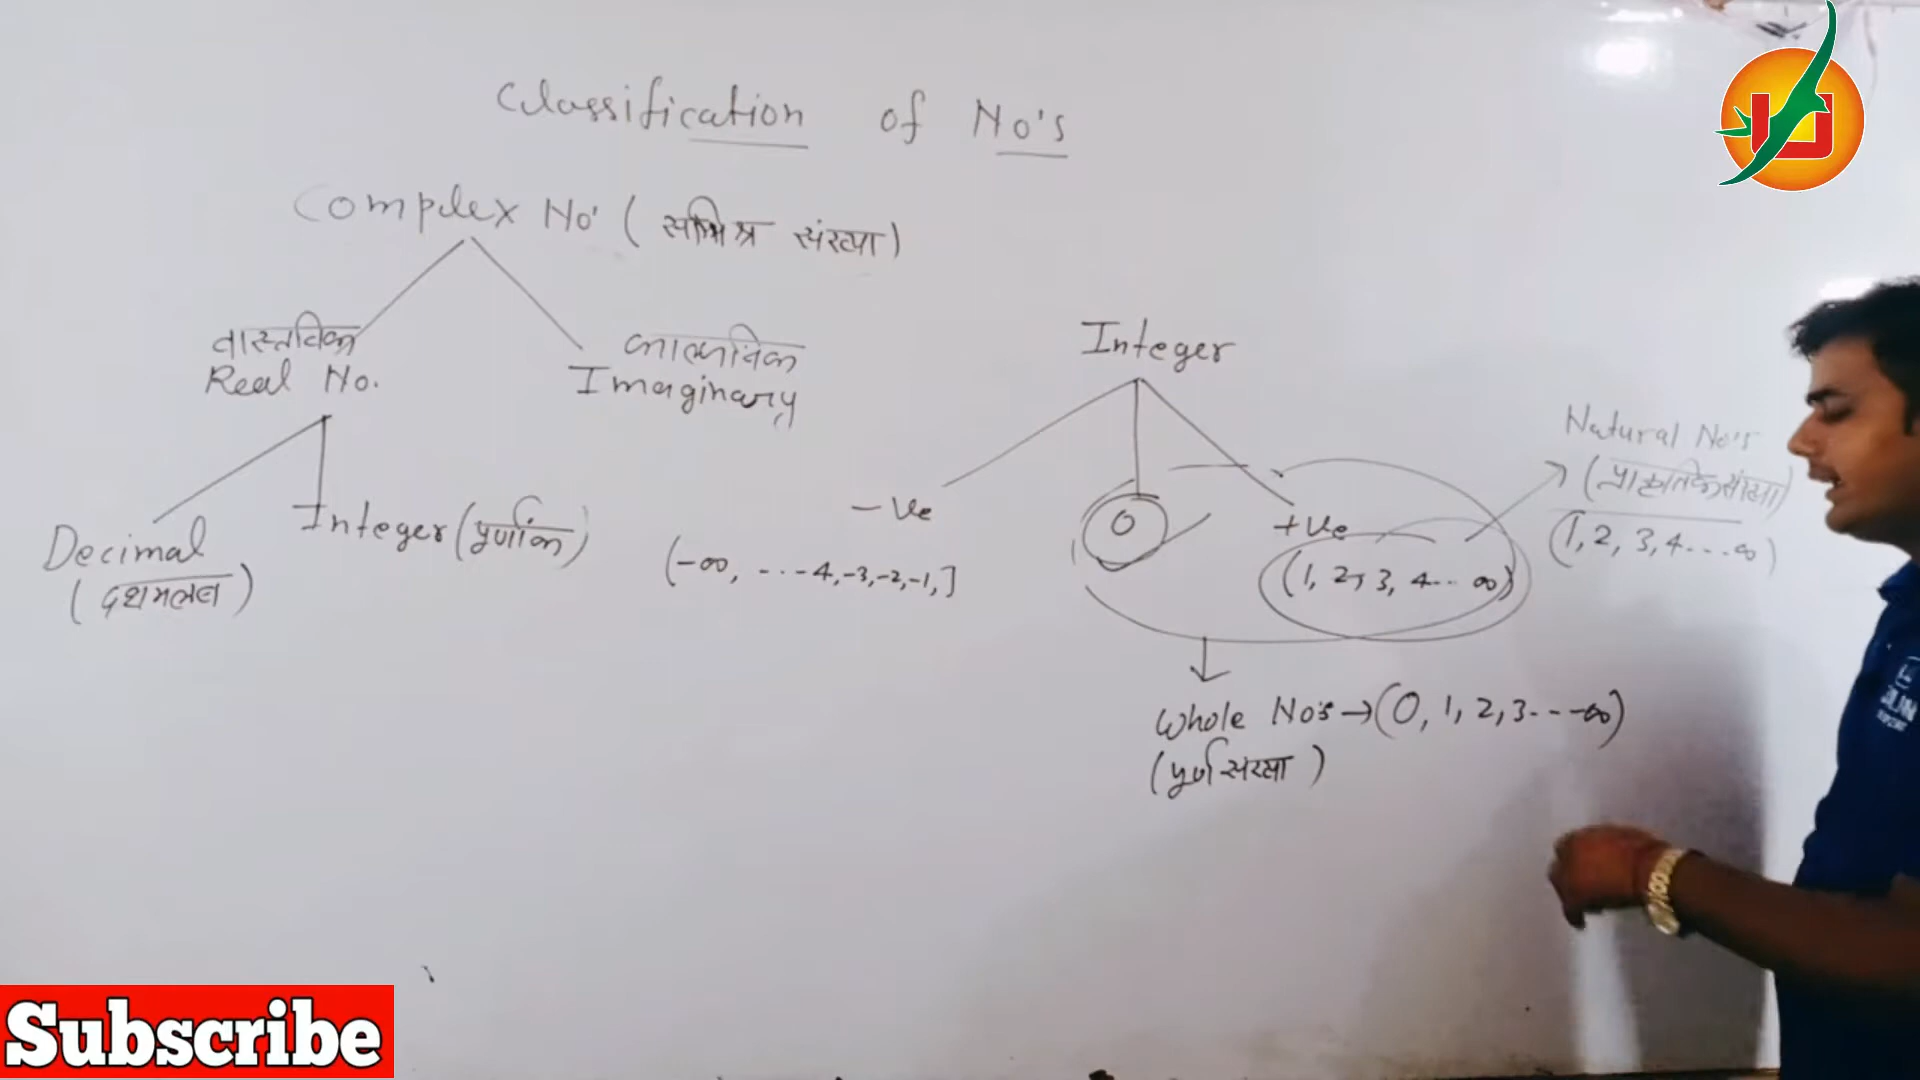 Classification of No's
Complex No' (सम्मिश्र संख्या)
वास्तविक
Real No.
काल्पनिक
Imaginary
Decimal
(दशमलव)
Integer (पूर्णांक)
Integer
-ve
0
+ve
(-∞, ...-4,-3,-2,-1,]
(1, 2, 3, 4... ∞)
Natural No's
(प्राकृतिक संख्या)
(1, 2, 3, 4....∞)
Whole No's → (0, 1, 2, 3....∞)
(पूर्ण संख्या)
Subscribe